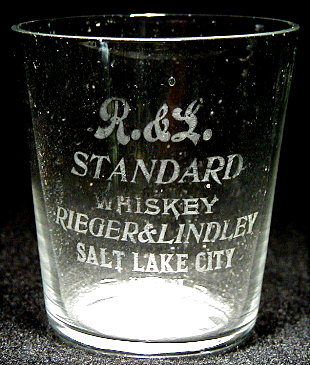 R.&L.
STANDARD
WHISKEY
RIEGER&LINDLEY
SALT LAKE CITY